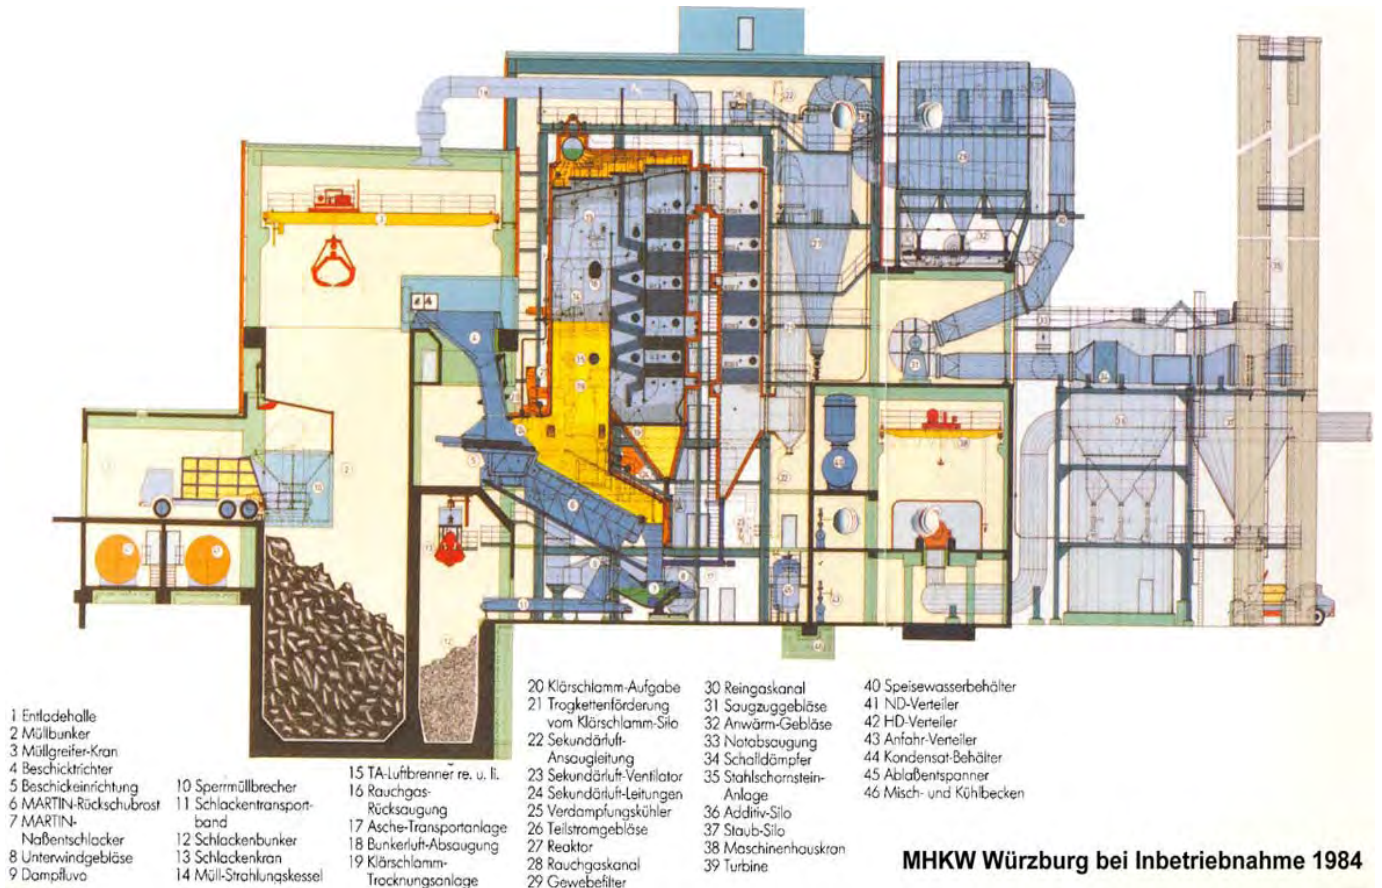 1 Entladehalle
2 Müllbunker
3 Müllgreifer-Kran
4 Beschicktrichter
5 Beschickeinrichtung
6 MARTIN-Rückschubrost
7 MARTIN-
Naßentschlacker
8 Unterwindgebläse
9 Dampfluvo
10 Sperrmüllbrecher
11 Schlackentransport-
band
12 Schlackenbunker
13 Schlackenkran
14 Müll-Strahlungskessel
15 TA-Luftbrenner re. u. li.
16 Rauchgas-
Rücksaugung
17 Asche-Transportanlage
18 Bunkerluft-Absaugung
19 Klärschlamm-
Trocknungsanlage
20 Klärschlamm-Aufgabe
21 Trogkettenförderung
vom Klärschlamm-Silo
22 Sekundärluft-
Ansaugleitung
23 Sekundärluft-Ventilator
24 Sekundärluft-Leitungen
25 Verdampfungskühler
26 Teilstromgebläse
27 Reaktor
28 Rauchgaskanal
29 Gewebefilter
30 Reingaskanal
31 Saugzuggebläse
32 Anwärm-Gebläse
33 Notabsaugung
34 Schalldämpfer
35 Stahlschornstein-
Anlage
36 Additiv-Silo
37 Staub-Silo
38 Maschinenhauskran
39 Turbine
40 Speisewasserbehälter
41 ND-Verteiler
42 HD-Verteiler
43 Anfahr-Verteiler
44 Kondensat-Behälter
45 Ablaßentspanner
46 Misch- und Kühlbecken
MHKW Würzburg bei Inbetriebnahme 1984